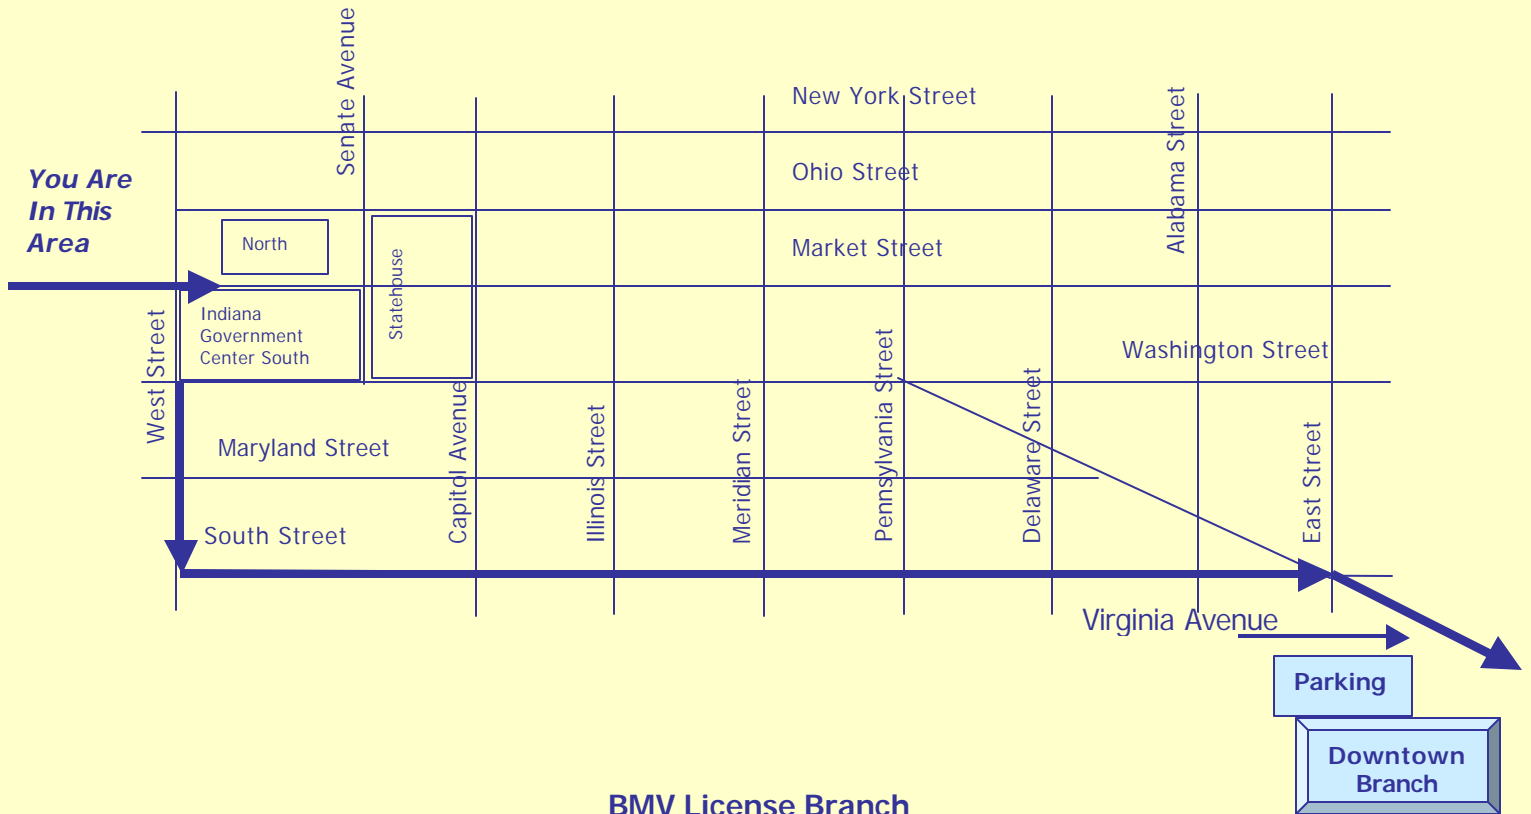 Senate Avenue
New York Street
Alabama Street
Ohio Street
You Are
In This
Area
North
Statehouse
Market Street
Indiana
Government
Center South
West Street
Washington Street
Pennsylvania Street
Maryland Street
Capitol Avenue
Illinois Street
Meridian Street
Delaware Street
East Street
South Street
Virginia Avenue
Parking
Downtown
Branch
BMV License Branch